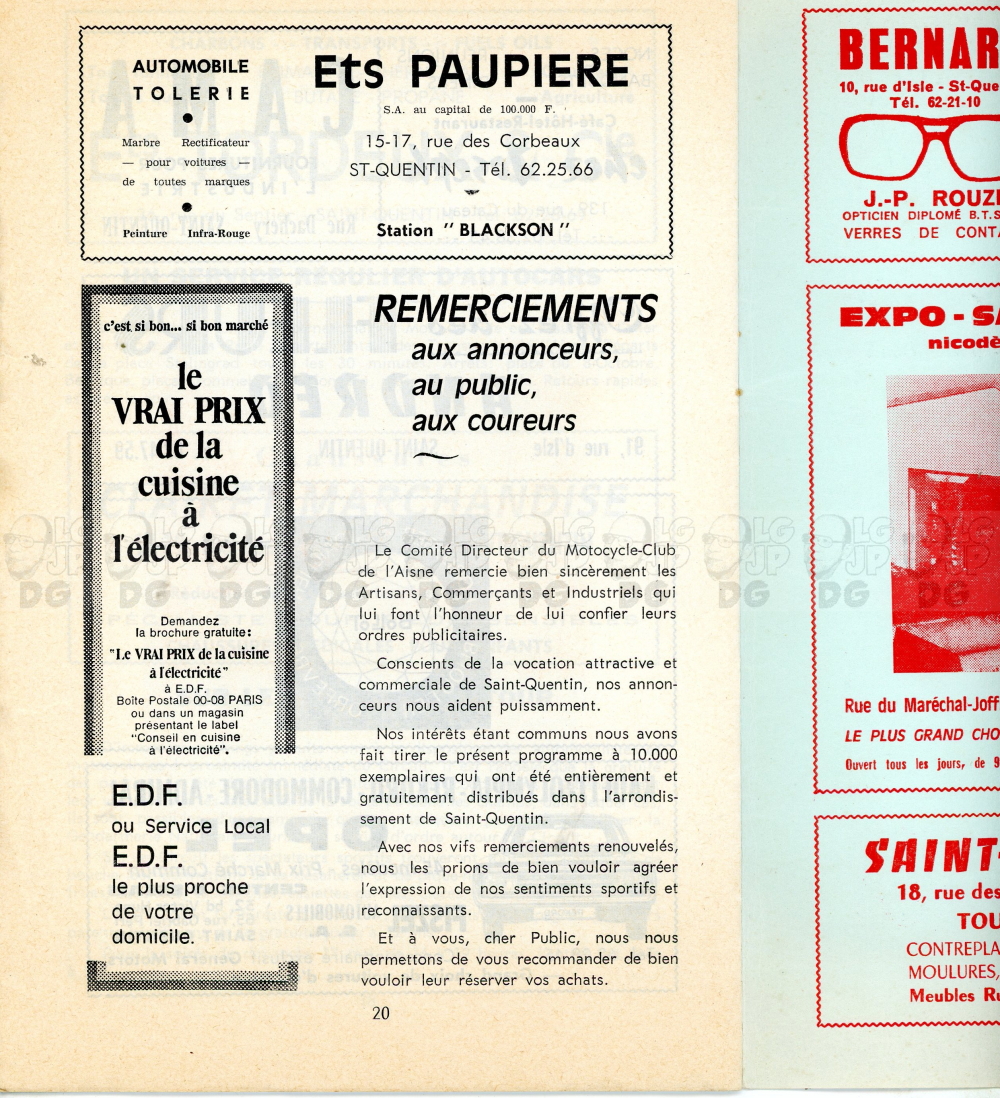 AUTOMOBILE
TOLERIE
Marbre Rectificateur
— pour voitures —
de toutes marques
Peinture Infra-Rouge
Ets PAUPIERE
S.A. au capital de 100.000 F.
15-17, rue des Corbeaux
ST-QUENTIN - Tél. 62.25.66
Station " BLACKSON "
c'est si bon... si bon marché
le
VRAI PRIX
de la
cuisine
à
l'électricité
Demandez
la brochure gratuite:
"Le VRAI PRIX de la cuisine
à l'électricité"
à E.D.F.
Boîte Postale 00-08 PARIS
ou dans un magasin
présentant le label
"Conseil en cuisine
à l'électricité".
E.D.F.
ou Service Local
E.D.F.
le plus proche
de votre
domicile.
REMERCIEMENTS
aux annonceurs,
au public,
aux coureurs
Le Comité Directeur du Motocycle-Club
de l'Aisne remercie bien sincèrement les
Artisans, Commerçants et Industriels qui
lui font l'honneur de lui confier leurs
ordres publicitaires.
Conscients de la vocation attractive et
commerciale de Saint-Quentin, nos annon-
ceurs nous aident puissamment.
Nos intérêts étant communs nous avons
fait tirer le présent programme à 10.000
exemplaires qui ont été entièrement et
gratuitement distribués dans l'arrondis-
sement de Saint-Quentin.
Avec nos vifs remerciements renouvelés,
nous les prions de bien vouloir agréer
l'expression de nos sentiments sportifs et
reconnaissants.
Et à vous, cher Public, nous nous
permettons de vous recommander de bien
vouloir leur réserver vos achats.
20
BERNAR
10, rue d'Isle - St-Que
Tél. 62-21-10
J.-P. ROUZ
OPTICIEN DIPLOMÉ B.T.S
VERRES DE CONTA
EXPO - SA
nicodè
Rue du Maréchal-Joff
LE PLUS GRAND CHO
Ouvert tous les jours, de 9
SAINT-
18, rue des
TOU
CONTREPLA
MOULURES,
Meubles Ru
LG
JP
DG